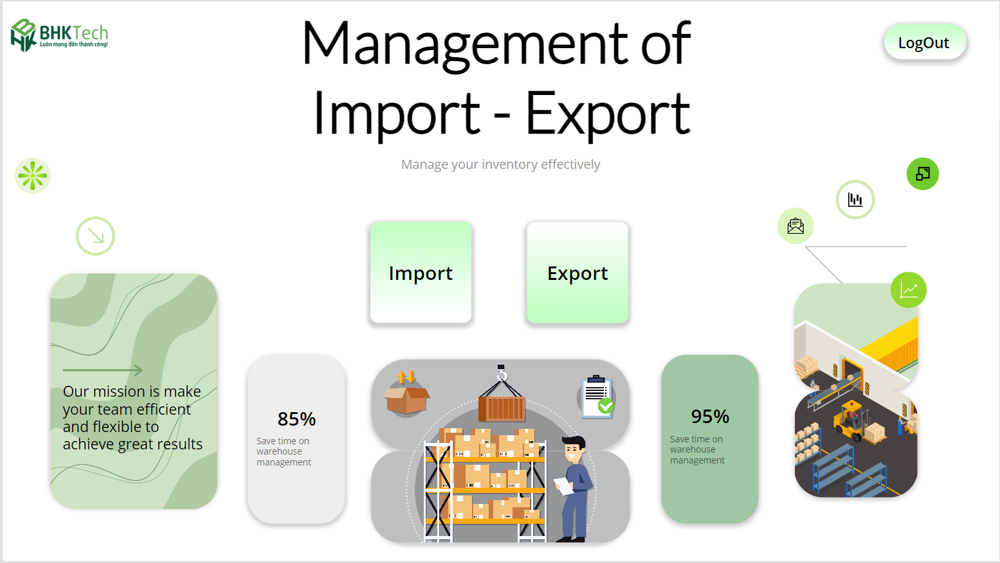 BHKTech
Luôn mang đến thành công!
Management of
Import - Export
LogOut
Manage your inventory effectively
Import
Export
Our mission is make
your team efficient
and flexible to
achieve great results
85%
Save time on
warehouse
management
95%
Save time on
warehouse
management